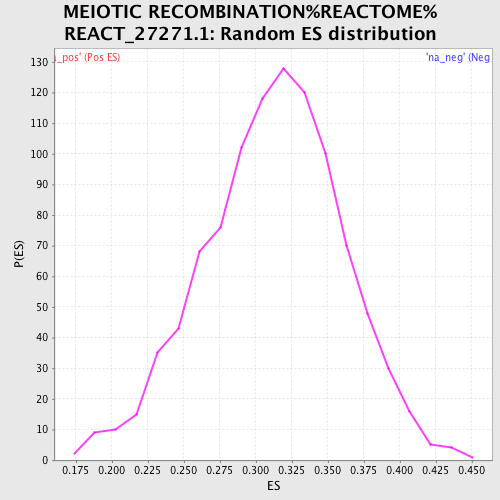 MEIOTIC RECOMBINATION%REACTOME%
REACT_27271.1: Random ES distribution
_pos' (Pos ES)
'na_neg' (Neg
130
120
110
100
90
80
70
60
50
40
30
20
10
0
P(ES)
0.175 0.200 0.225 0.250 0.275 0.300 0.325 0.350 0.375 0.400 0.425 0.450
ES